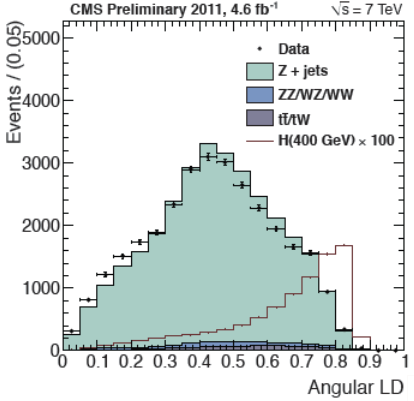 CMS Preliminary 2011, 4.6 fb⁻¹ √s = 7 TeV
Events / (0.05)
5000
4000
3000
2000
1000
0
Data
Z + jets
ZZ/WZ/WW
tt̄/tW
H(400 GeV) × 100
0 0.1 0.2 0.3 0.4 0.5 0.6 0.7 0.8 0.9 1
Angular LD